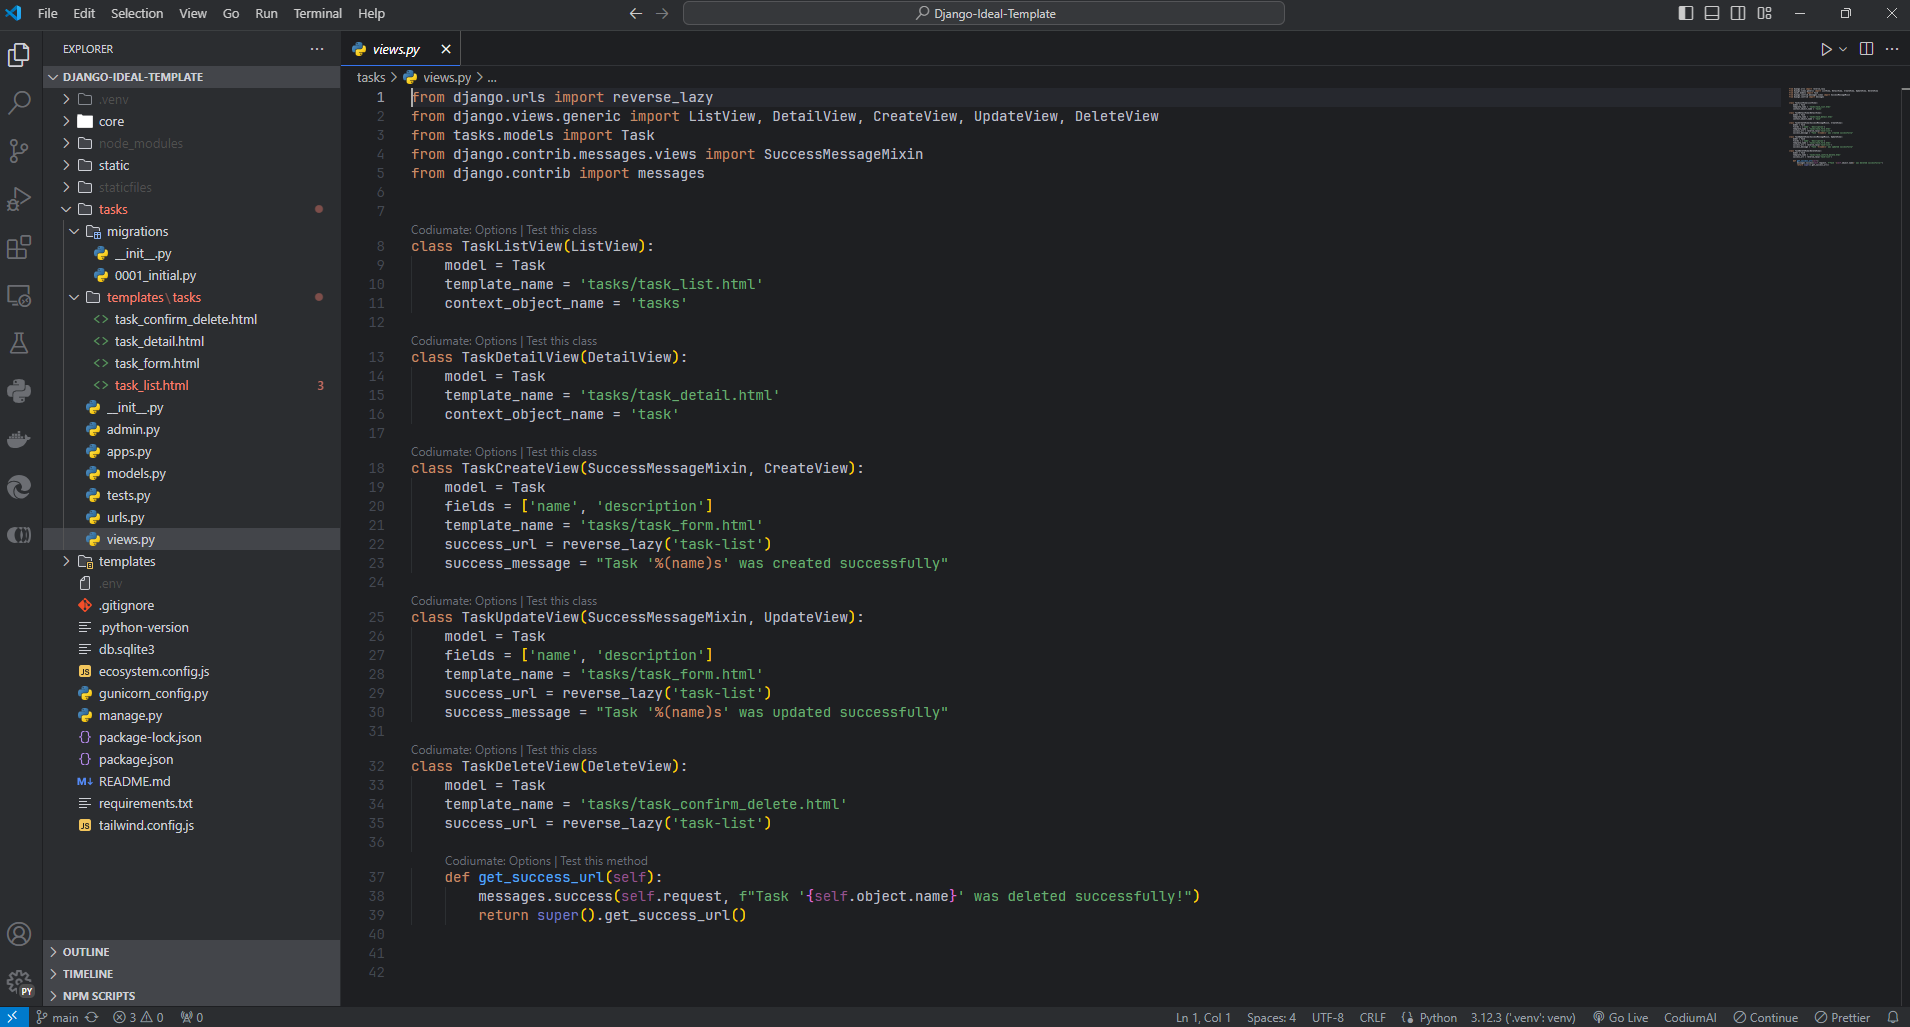 File Edit Selection View Go Run Terminal Help
Django-Ideal-Template
EXPLORER
DJANGO-IDEAL-TEMPLATE
.venv
core
node_modules
static
staticfiles
tasks
migrations
__init__.py
0001_initial.py
templates\tasks
task_confirm_delete.html
task_detail.html
task_form.html
task_list.html 3
__init__.py
admin.py
apps.py
models.py
tests.py
urls.py
views.py
templates
.env
.gitignore
.python-version
db.sqlite3
ecosystem.config.js
gunicorn_config.py
manage.py
package-lock.json
package.json
README.md
requirements.txt
tailwind.config.js
OUTLINE
TIMELINE
NPM SCRIPTS
views.py
tasks > views.py > ...
1 from django.urls import reverse_lazy
2 from django.views.generic import ListView, DetailView, CreateView, UpdateView, DeleteView
3 from tasks.models import Task
4 from django.contrib.messages.views import SuccessMessageMixin
5 from django.contrib import messages
6
7
Codiumate: Options | Test this class
8 class TaskListView(ListView):
9     model = Task
10     template_name = 'tasks/task_list.html'
11     context_object_name = 'tasks'
12
Codiumate: Options | Test this class
13 class TaskDetailView(DetailView):
14     model = Task
15     template_name = 'tasks/task_detail.html'
16     context_object_name = 'task'
17
Codiumate: Options | Test this class
18 class TaskCreateView(SuccessMessageMixin, CreateView):
19     model = Task
20     fields = ['name', 'description']
21     template_name = 'tasks/task_form.html'
22     success_url = reverse_lazy('task-list')
23     success_message = "Task '%(name)s' was created successfully"
24
Codiumate: Options | Test this class
25 class TaskUpdateView(SuccessMessageMixin, UpdateView):
26     model = Task
27     fields = ['name', 'description']
28     template_name = 'tasks/task_form.html'
29     success_url = reverse_lazy('task-list')
30     success_message = "Task '%(name)s' was updated successfully"
31
Codiumate: Options | Test this class
32 class TaskDeleteView(DeleteView):
33     model = Task
34     template_name = 'tasks/task_confirm_delete.html'
35     success_url = reverse_lazy('task-list')
36
Codiumate: Options | Test this method
37     def get_success_url(self):
38         messages.success(self.request, f"Task '{self.object.name}' was deleted successfully!")
39         return super().get_success_url()
40
41
42
PY
main 3 0 0
Ln 1, Col 1 Spaces: 4 UTF-8 CRLF Python 3.12.3 ('.venv': venv) Go Live CodiumAI Continue Prettier